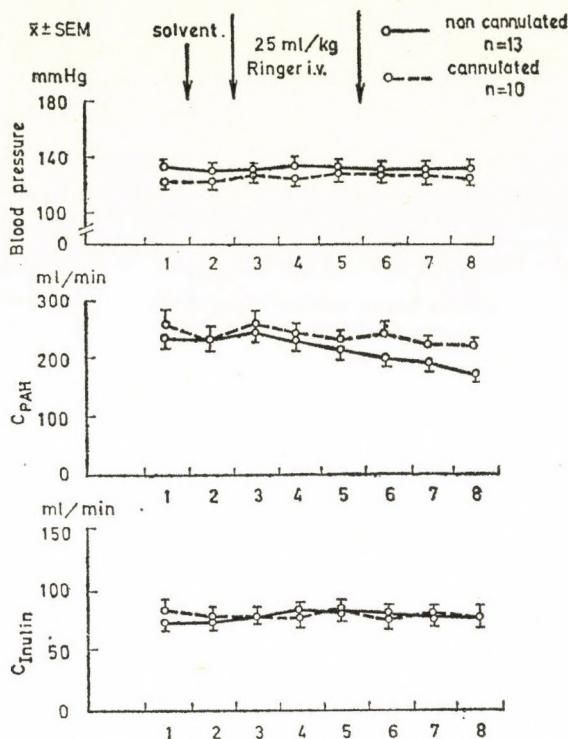 x̄ ± SEM
solvent.
25 ml/kg
Ringer i.v.
non cannulated
n=13
cannulated
n=10
mmHg
180
140
100
0
Blood pressure
1 2 3 4 5 6 7 8
ml/min
300
200
100
0
C_PAH
1 2 3 4 5 6 7 8
ml/min
150
100
50
0
C_Inulin
1 2 3 4 5 6 7 8